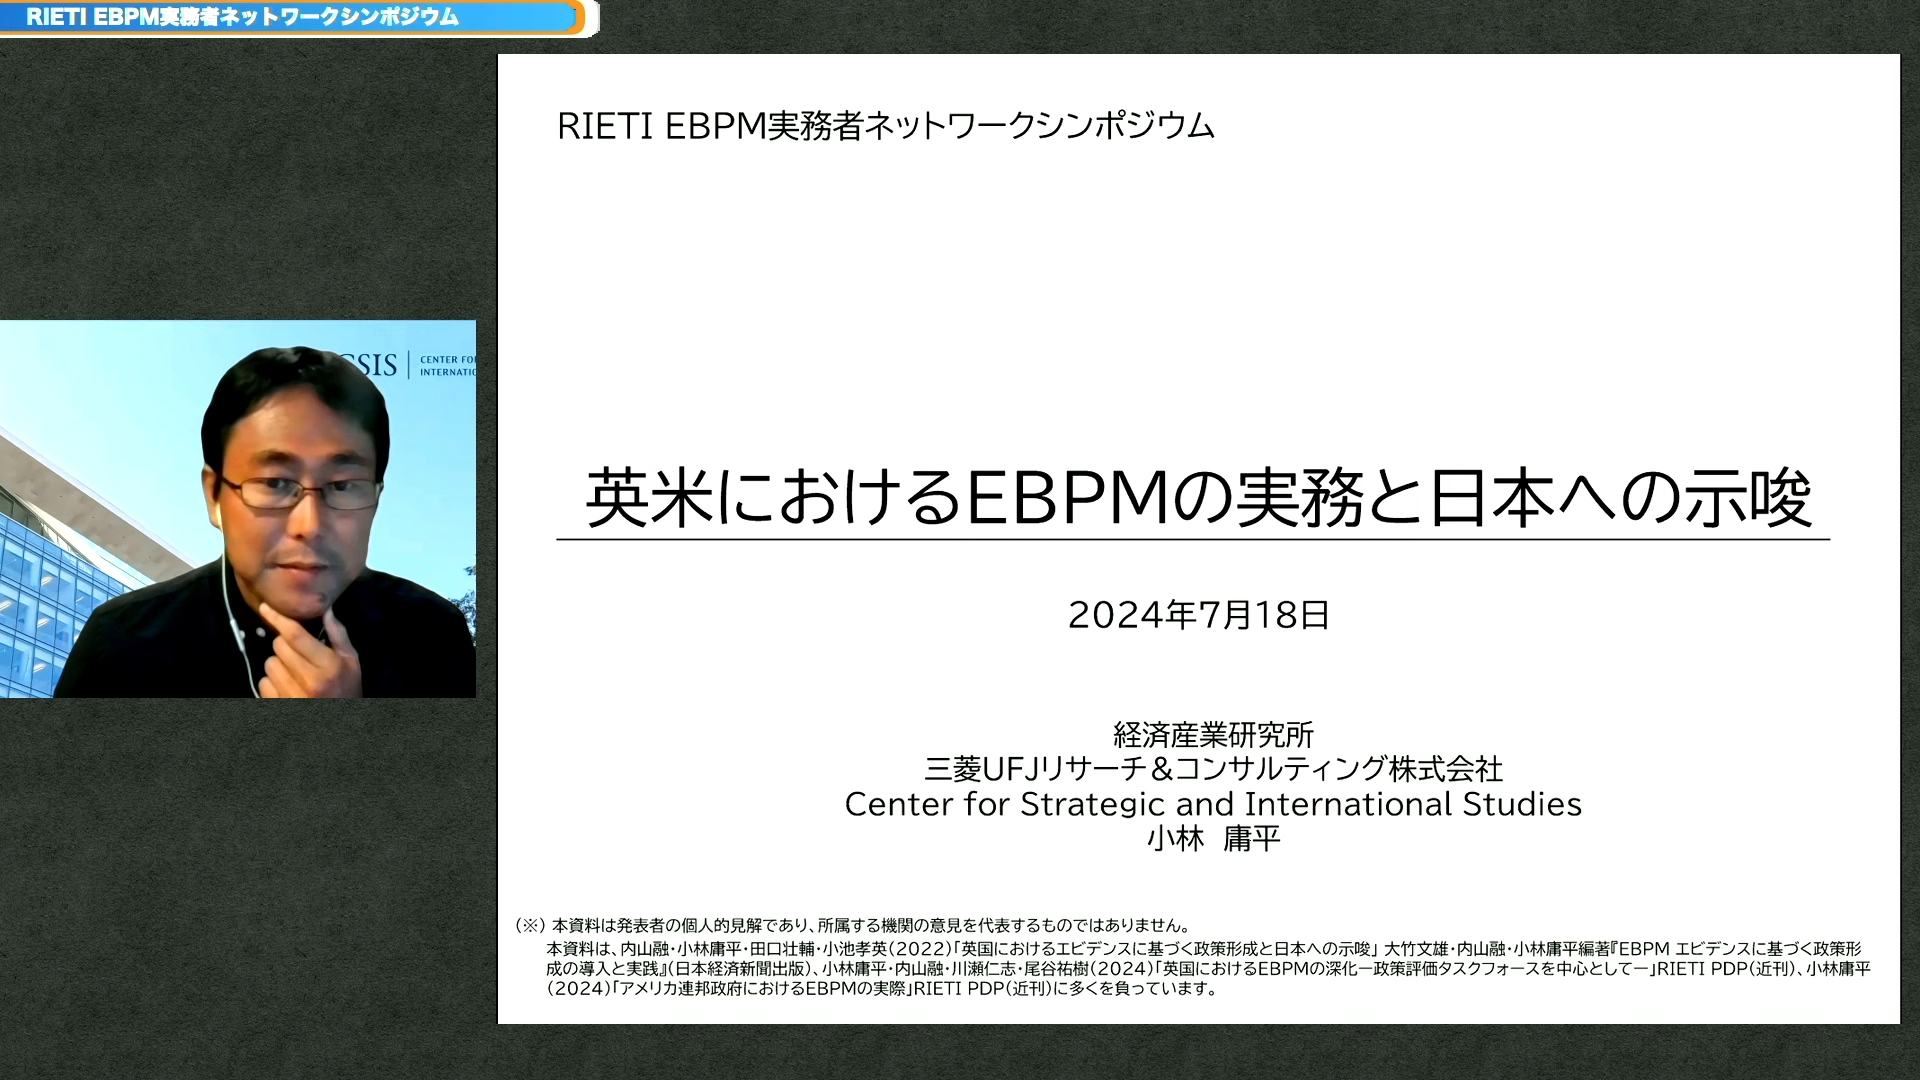 RIETI EBPM実務者ネットワークシンポジウム
RIETI EBPM実務者ネットワークシンポジウム
CSIS
CENTER FO
INTERNATIO
英米におけるEBPMの実務と日本への示唆
2024年7月18日
経済産業研究所
三菱UFJリサーチ＆コンサルティング株式会社
Center for Strategic and International Studies
小林　庸平
（※） 本資料は発表者の個人的見解であり、所属する機関の意見を代表するものではありません。
本資料は、内山融・小林庸平・田口壮輔・小池孝英（2022）「英国におけるエビデンスに基づく政策形成と日本への示唆」 大竹文雄・内山融・小林庸平編著『EBPM エビデンスに基づく政策形
成の導入と実践』（日本経済新聞出版）、小林庸平・内山融・川瀬仁志・尾谷祐樹（2024）「英国におけるEBPMの深化－政策評価タスクフォースを中心として－」RIETI PDP（近刊）、小林庸平
（2024）「アメリカ連邦政府におけるEBPMの実際」RIETI PDP（近刊）に多くを負っています。